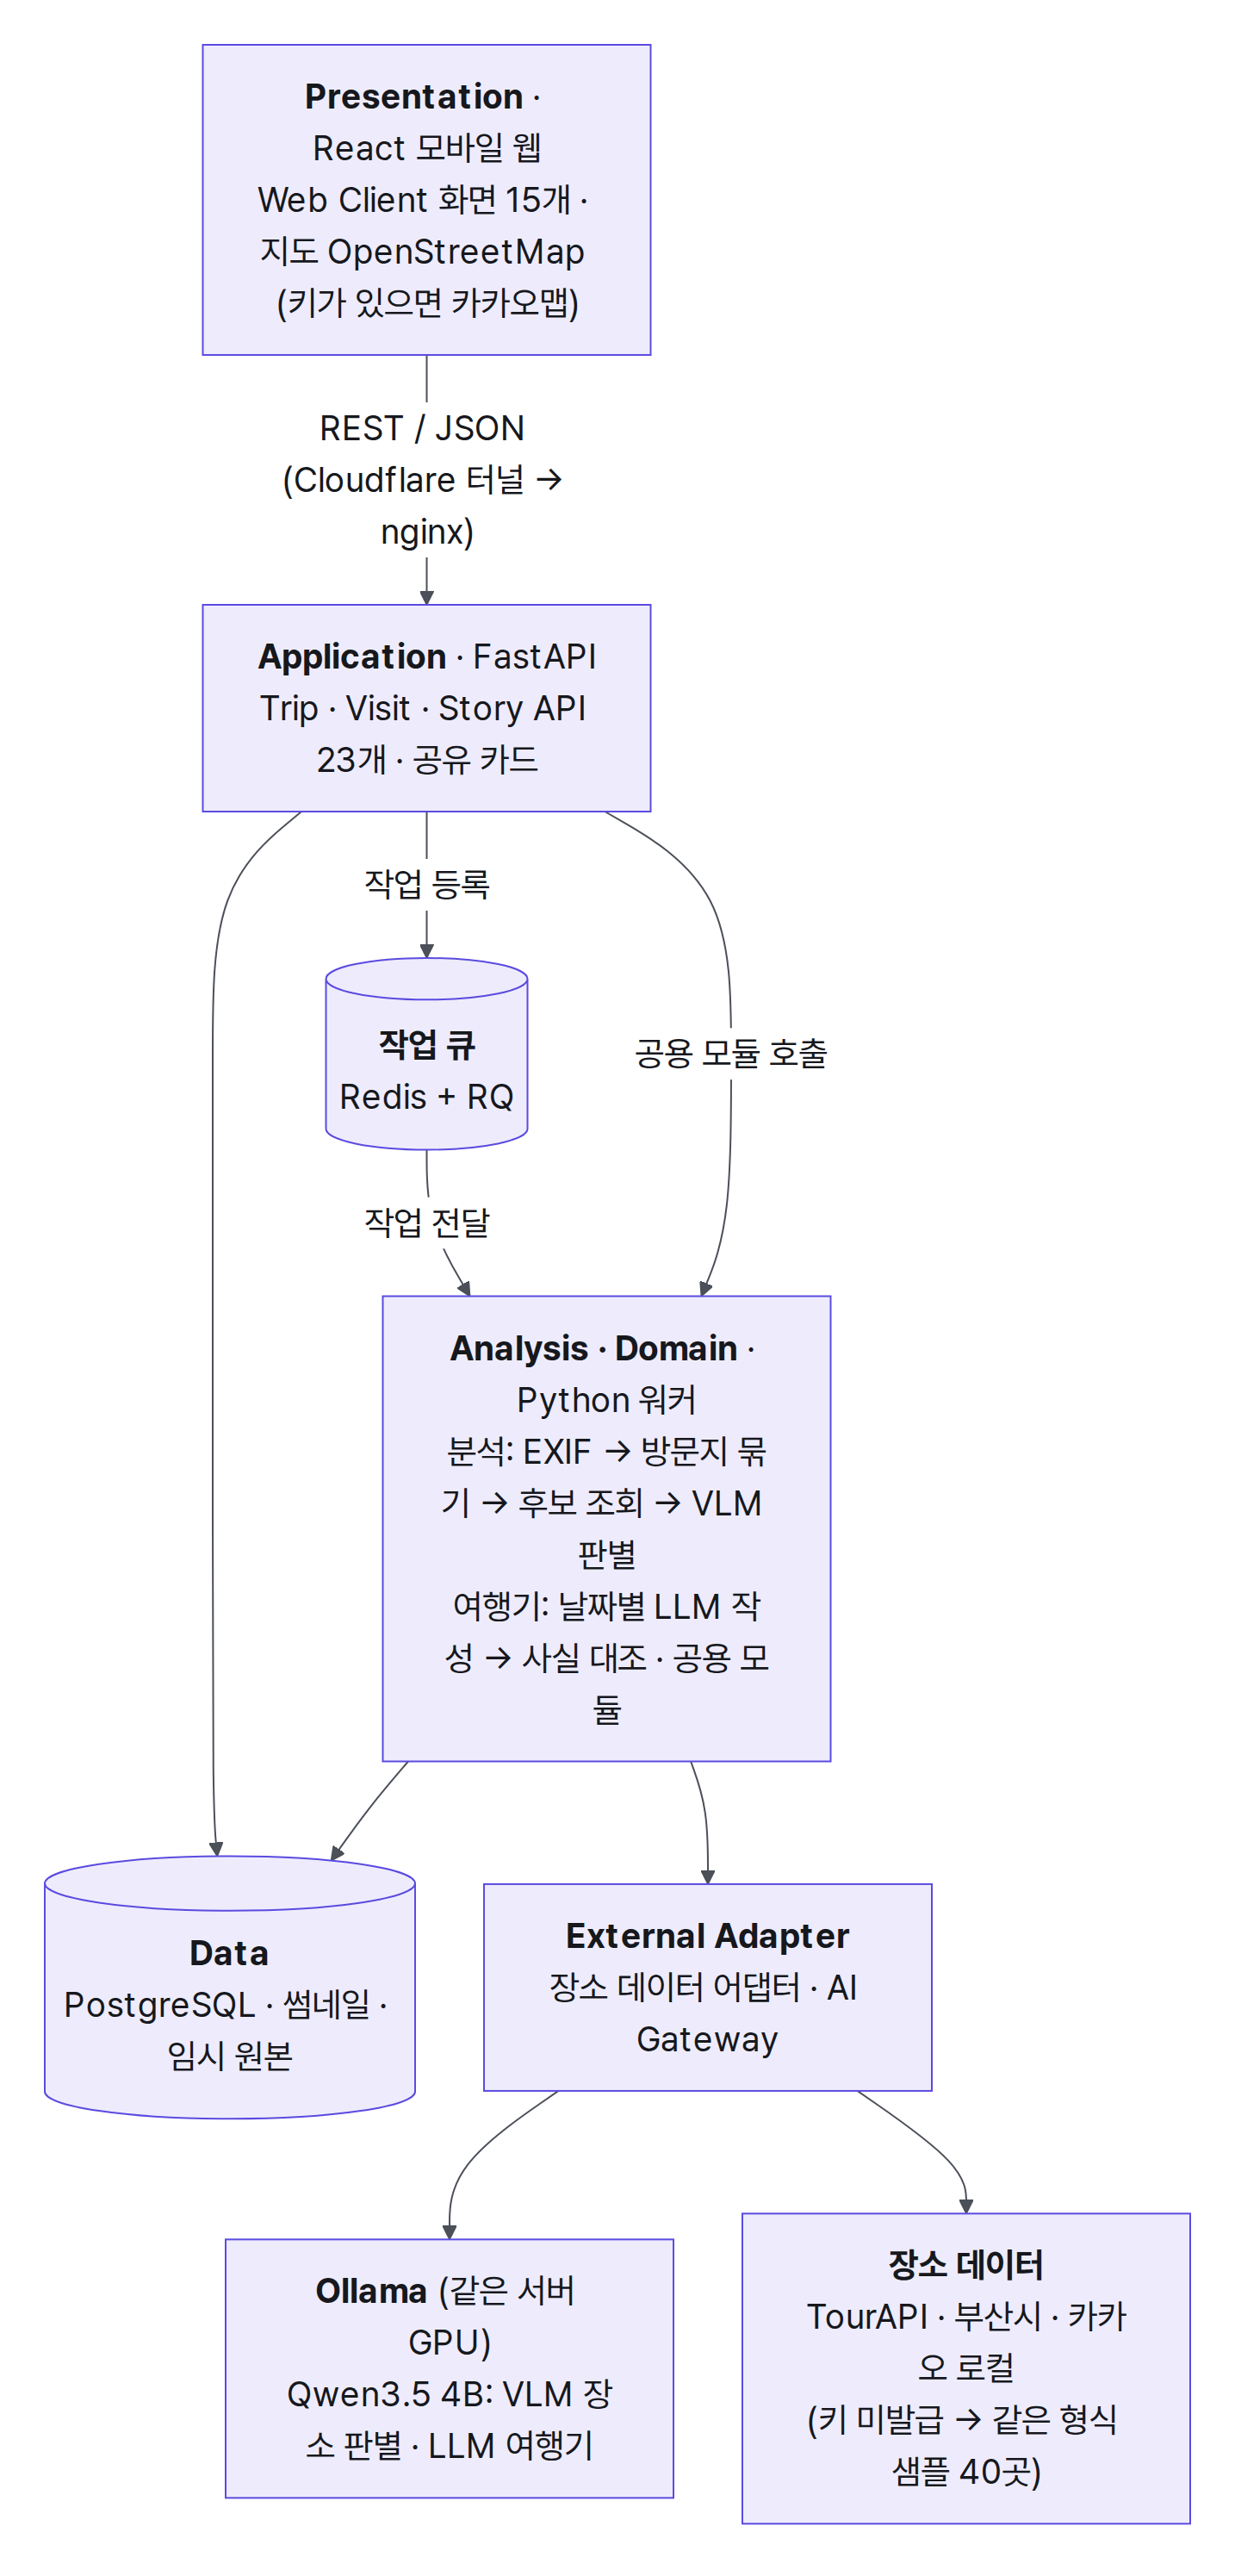 Presentation ·
React 모바일 웹
Web Client 화면 15개 ·
지도 OpenStreetMap
(키가 있으면 카카오맵)
REST / JSON
(Cloudflare 터널 →
nginx)
Application · FastAPI
Trip · Visit · Story API
23개 · 공유 카드
작업 등록
작업 큐
Redis + RQ
공용 모듈 호출
작업 전달
Analysis · Domain ·
Python 워커
분석: EXIF → 방문지 묶
기 → 후보 조회 → VLM
판별
여행기: 날짜별 LLM 작
성 → 사실 대조 · 공용 모
듈
Data
PostgreSQL · 썸네일 ·
임시 원본
External Adapter
장소 데이터 어댑터 · AI
Gateway
Ollama (같은 서버
GPU)
Qwen3.5 4B: VLM 장
소 판별 · LLM 여행기
장소 데이터
TourAPI · 부산시 · 카카
오 로컬
(키 미발급 → 같은 형식
샘플 40곳)